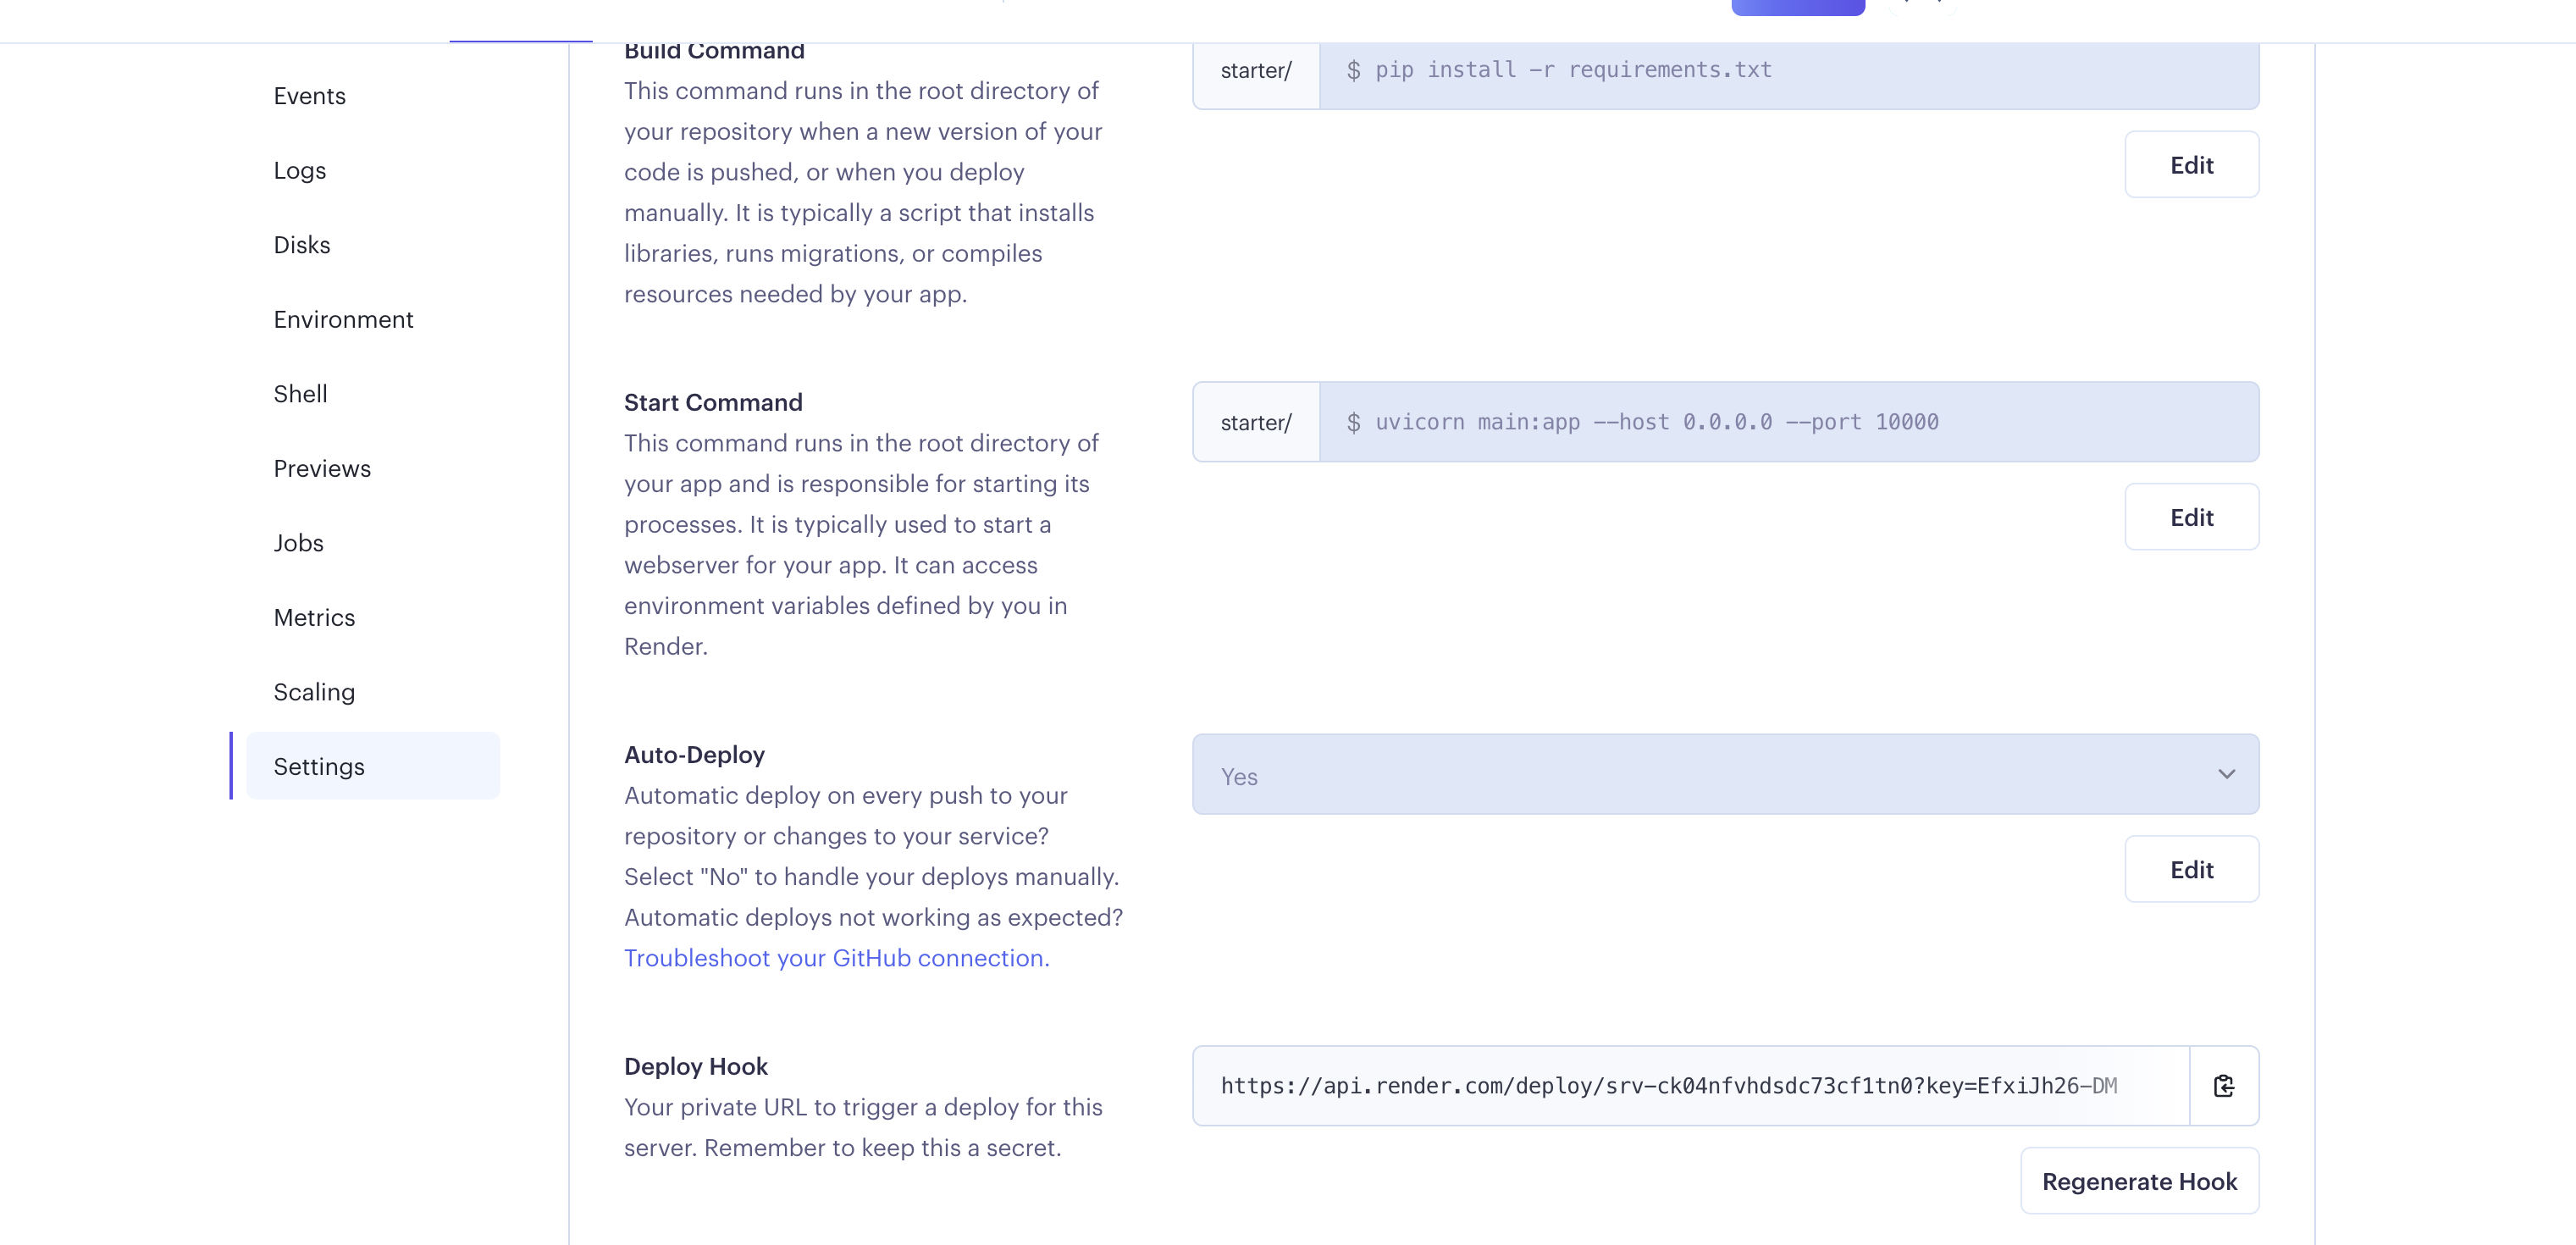 Build Command
This command runs in the root directory of
your repository when a new version of your
code is pushed, or when you deploy
manually. It is typically a script that installs
libraries, runs migrations, or compiles
resources needed by your app.
starter/
$ pip install -r requirements.txt
Edit
Events
Logs
Disks
Environment
Shell
Previews
Jobs
Metrics
Scaling
Settings
Start Command
This command runs in the root directory of
your app and is responsible for starting its
processes. It is typically used to start a
webserver for your app. It can access
environment variables defined by you in
Render.
starter/
$ uvicorn main:app --host 0.0.0.0 --port 10000
Edit
Auto-Deploy
Automatic deploy on every push to your
repository or changes to your service?
Select "No" to handle your deploys manually.
Automatic deploys not working as expected?
Troubleshoot your GitHub connection.
Yes
Edit
Deploy Hook
Your private URL to trigger a deploy for this
server. Remember to keep this a secret.
https://api.render.com/deploy/srv-ck04nfvhdsdc73cf1tn0?key=EfxiJh26-DM
Regenerate Hook